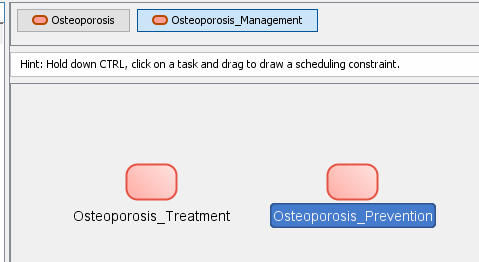 Osteoporosis Osteoporosis_Management
Hint: Hold down CTRL, click on a task and drag to draw a scheduling constraint.
Osteoporosis_Treatment Osteoporosis_Prevention